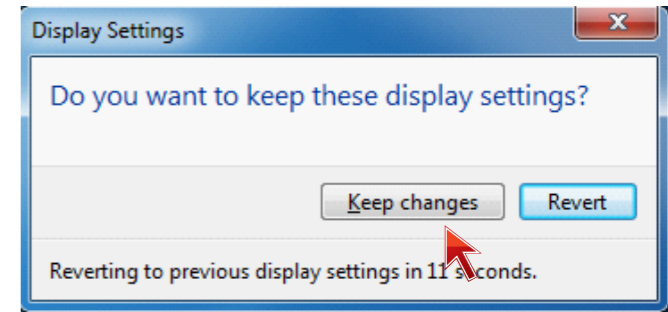 Display Settings
Do you want to keep these display settings?
Keep changes
Revert
Reverting to previous display settings in 11 seconds.